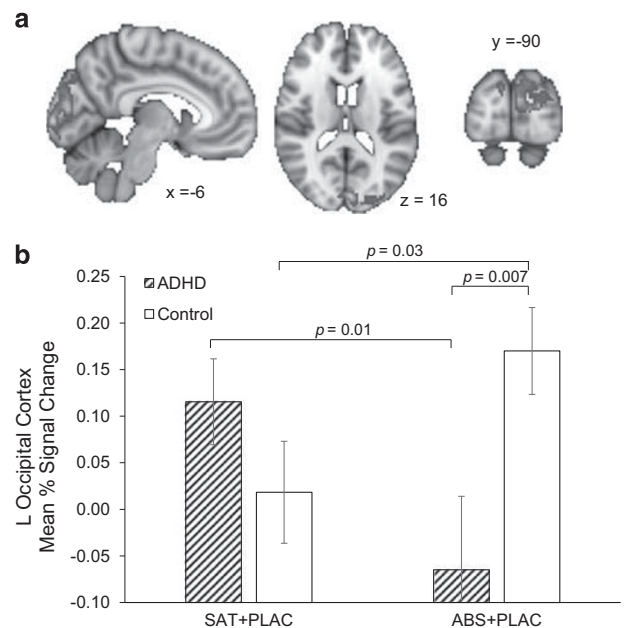 a
y =-90
x =-6
z = 16
b
p = 0.03
p = 0.007
p = 0.01
ADHD
Control
L Occipital Cortex
Mean % Signal Change
0.25
0.20
0.15
0.10
0.05
0.00
-0.05
-0.10
SAT+PLAC
ABS+PLAC